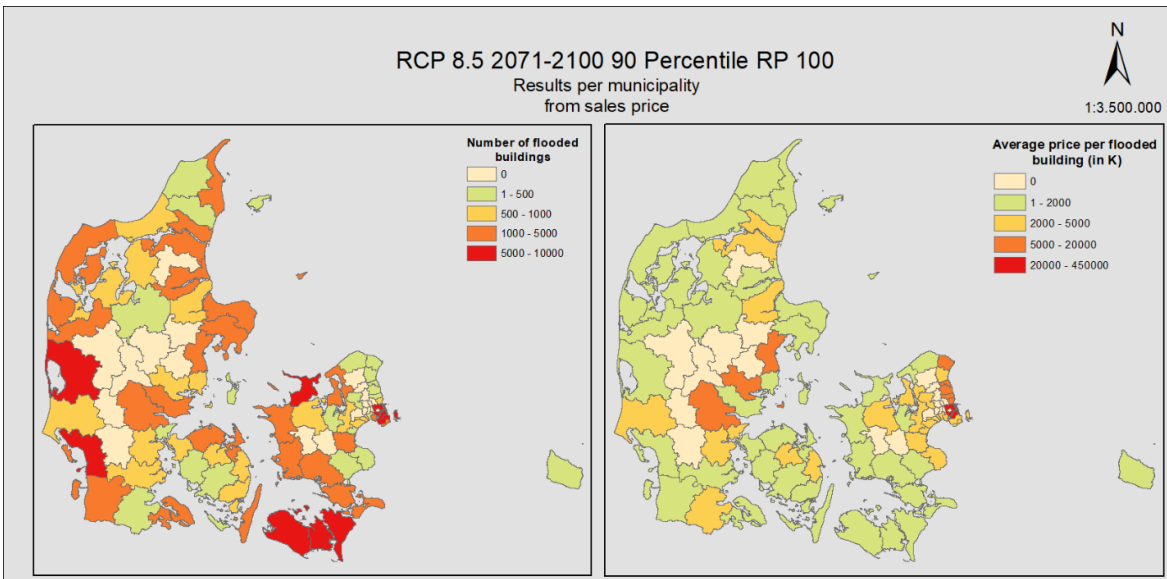 RCP 8.5 2071-2100 90 Percentile RP 100
Results per municipality
from sales price
N
1:3.500.000
Number of flooded
buildings
0
1 - 500
500 - 1000
1000 - 5000
5000 - 10000
Average price per flooded
building (in K)
0
1 - 2000
2000 - 5000
5000 - 20000
20000 - 450000